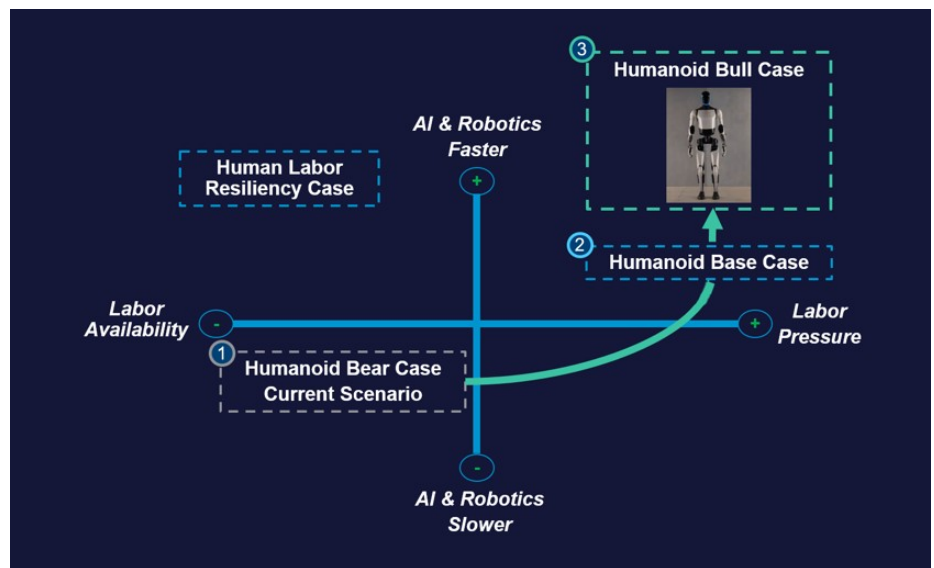 3
Humanoid Bull Case
AI & Robotics
Faster
Human Labor
Resiliency Case
+
2
Humanoid Base Case
Labor
Availability
-
+
Labor
Pressure
1
Humanoid Bear Case
Current Scenario
-
AI & Robotics
Slower